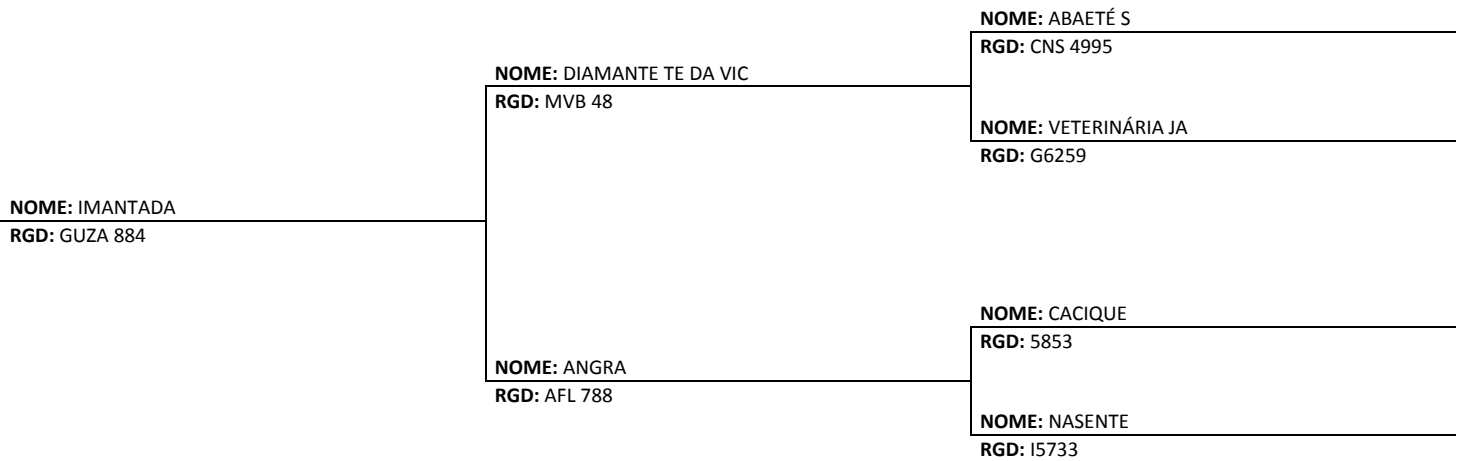 NOME: ABAETÉ S
RGD: CNS 4995
NOME: DIAMANTE TE DA VIC
RGD: MVB 48
NOME: VETERINÁRIA JA
RGD: G6259
NOME: IMANTADA
RGD: GUZA 884
NOME: CACIQUE
RGD: 5853
NOME: ANGRA
RGD: AFL 788
NOME: NASENTE
RGD: I5733